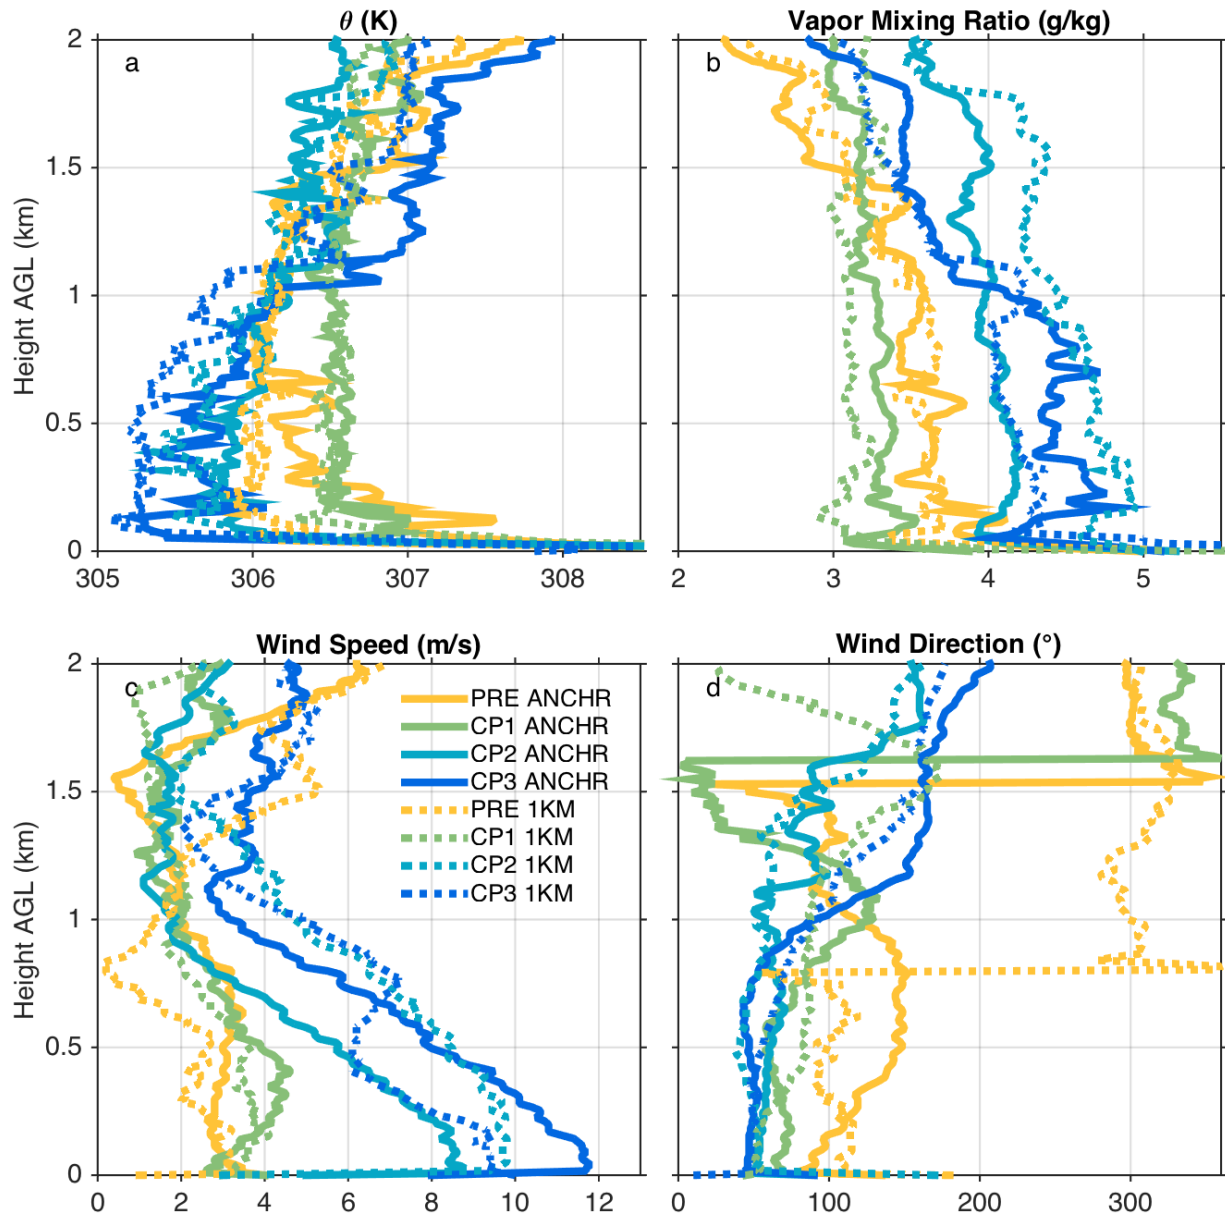 θ (K)
a
2
1.5
1
0.5
0
Height AGL (km)
305
306
307
308
Vapor Mixing Ratio (g/kg)
b
2
3
4
5
Wind Speed (m/s)
c
2
1.5
1
0.5
0
Height AGL (km)
0
2
4
6
8
10
12
PRE ANCHR
CP1 ANCHR
CP2 ANCHR
CP3 ANCHR
PRE 1KM
CP1 1KM
CP2 1KM
CP3 1KM
Wind Direction (°)
d
0
100
200
300